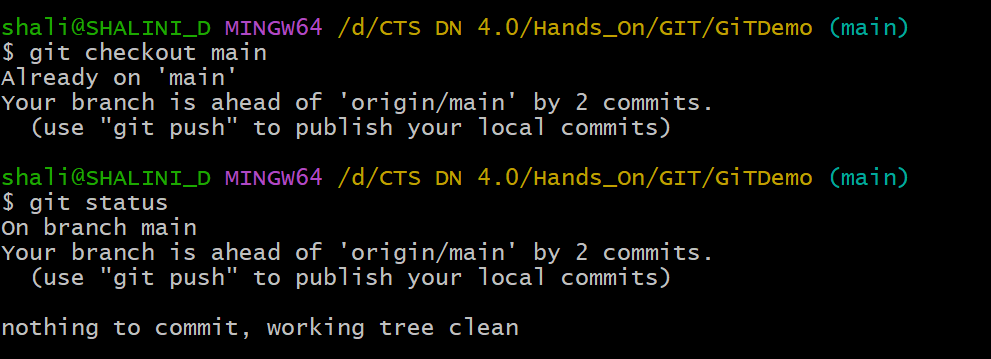 shali@SHALINI_D MINGW64 /d/CTS DN 4.0/Hands_On/GIT/GiTDemo (main)
$ git checkout main
Already on 'main'
Your branch is ahead of 'origin/main' by 2 commits.
  (use "git push" to publish your local commits)

shali@SHALINI_D MINGW64 /d/CTS DN 4.0/Hands_On/GIT/GiTDemo (main)
$ git status
On branch main
Your branch is ahead of 'origin/main' by 2 commits.
  (use "git push" to publish your local commits)

nothing to commit, working tree clean